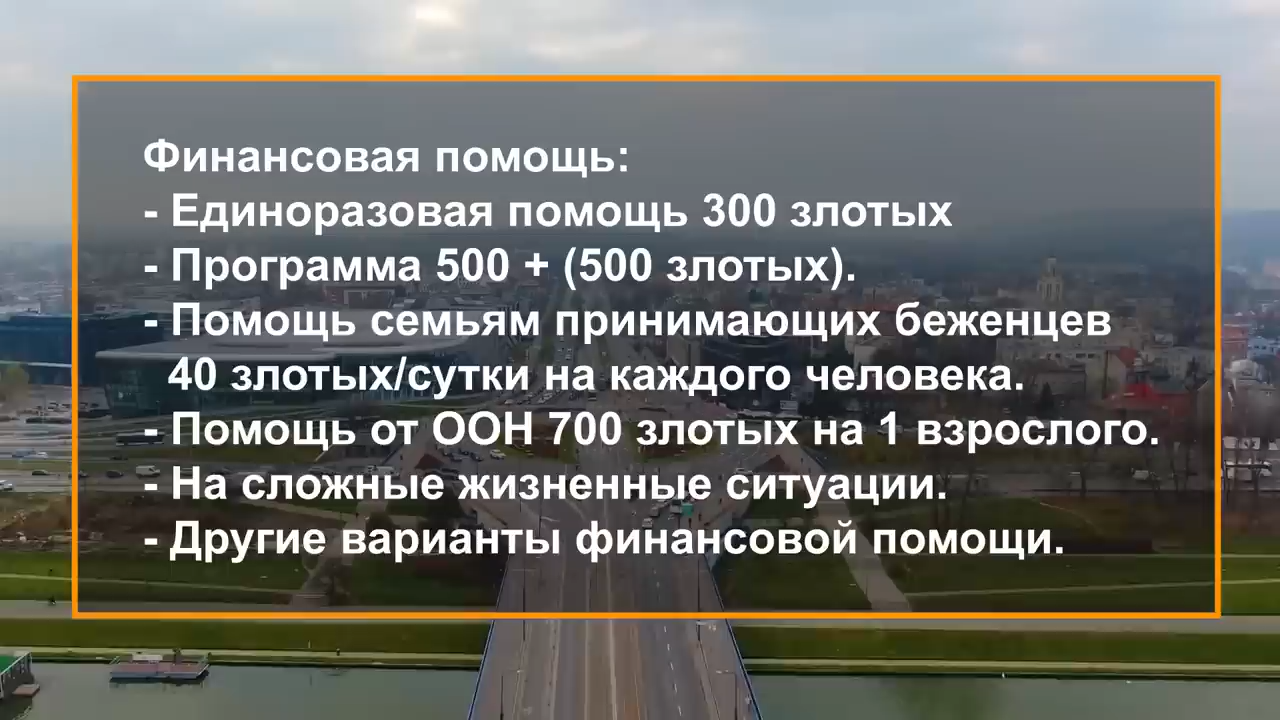 Финансовая помощь:
- Единоразовая помощь 300 злотых
- Программа 500 + (500 злотых).
- Помощь семьям принимающих беженцев
40 злотых/сутки на каждого человека.
- Помощь от ООН 700 злотых на 1 взрослого.
- На сложные жизненные ситуации.
- Другие варианты финансовой помощи.